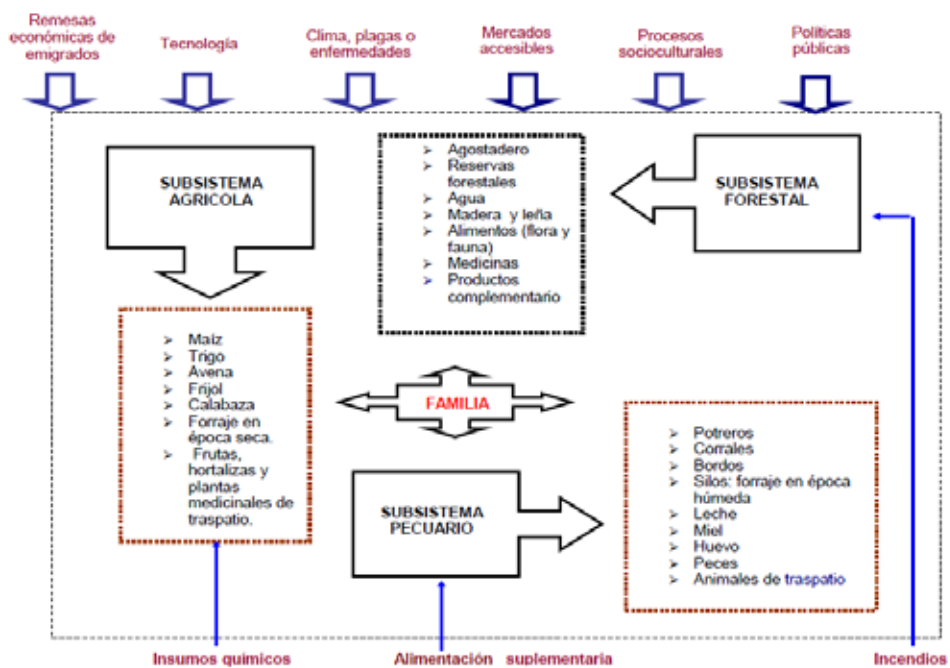 Remesas
económicas de
emigrados
Tecnología
Clima, plagas o
enfermedades
Mercados
accesibles
Procesos
socioculturales
Políticas
públicas
SUBSISTEMA
AGRICOLA
➢ Agostadero
➢ Reservas
forestales
➢ Agua
➢ Madera y leña
➢ Alimentos (flora y
fauna)
➢ Medicinas
➢ Productos
complementario
SUBSISTEMA
FORESTAL
➢ Maíz
➢ Trigo
➢ Avena
➢ Frijol
➢ Calabaza
➢ Forraje en
época seca.
➢ Frutas,
hortalizas y
plantas
medicinales de
traspatio.
FAMILIA
SUBSISTEMA
PECUARIO
➢ Potreros
➢ Corrales
➢ Bordos
➢ Silos: forraje en época
húmeda
➢ Leche
➢ Miel
➢ Huevo
➢ Peces
➢ Animales de traspatio
Insumos químicos
Alimentación suplementaria
Incendios